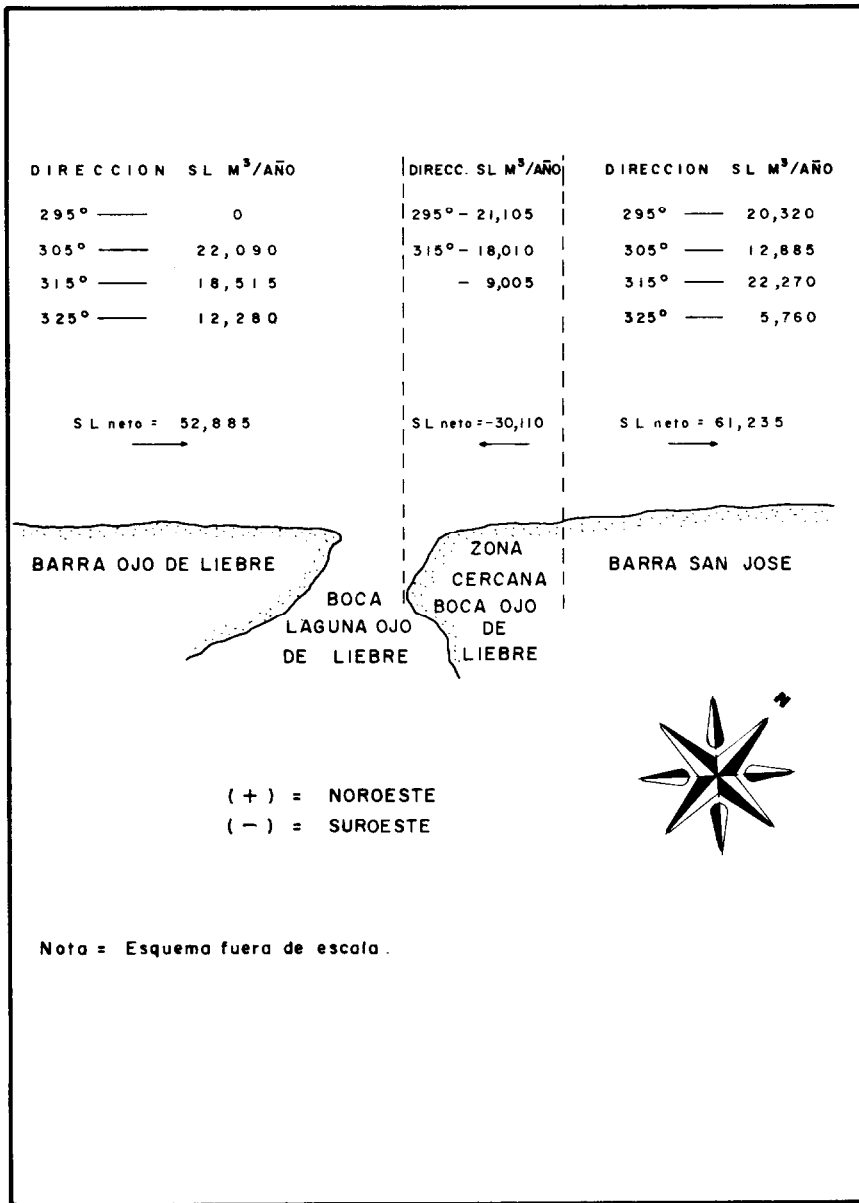 DIRECCION SL M³/AÑO
295° — 0
305° — 22,090
315° — 18,515
325° — 12,280
SL neto = 52,885
DIRECC. SL M³/AÑO
295° - 21,105
315° - 18,010
- 9,005
SL neto = -30,110
DIRECCION SL M³/AÑO
295° — 20,320
305° — 12,885
315° — 22,270
325° — 5,760
SL neto = 61,235
BARRA OJO DE LIEBRE
BOCA
LAGUNA OJO
DE LIEBRE
ZONA
CERCANA
BOCA OJO
DE
LIEBRE
BARRA SAN JOSE
N
(+) = NOROESTE
(-) = SUROESTE
Nota = Esquema fuera de escala.